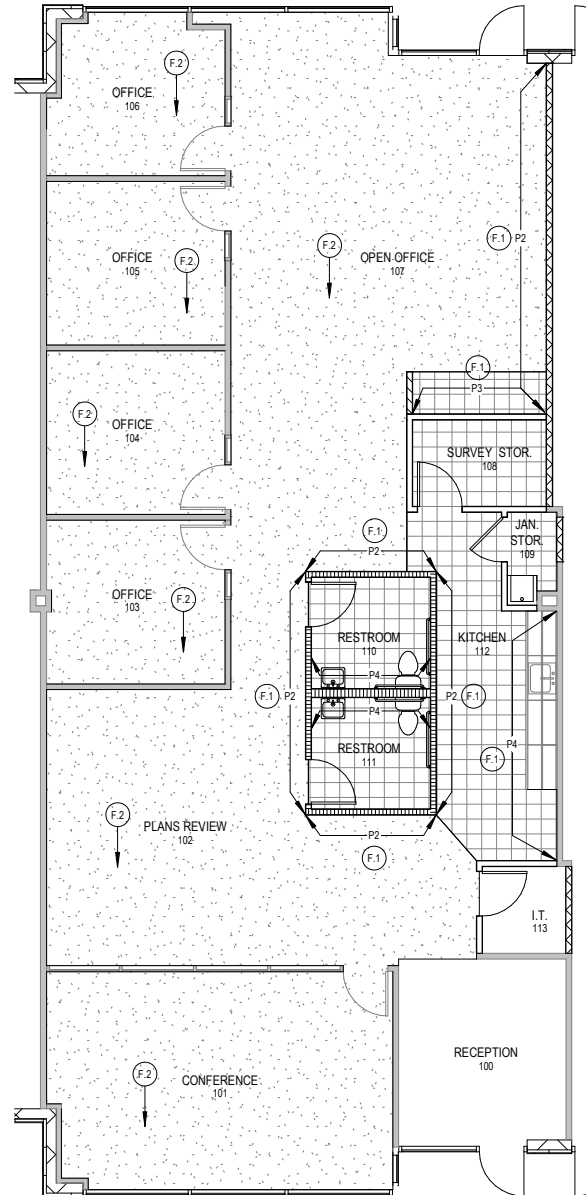 F.2
OFFICE
106
F.2
OFFICE
105
F.2
OPEN OFFICE
107
F.1 P2
F.1
P3
F.2
OFFICE
104
SURVEY STOR.
108
JAN.
STOR.
109
F.1
P2
F.2
OFFICE
103
RESTROOM
110
KITCHEN
112
P4
F.1 P2
P2 F.1
P4
RESTROOM
111
P4
F.1
F.2
PLANS REVIEW
102
P2
F.1
I.T.
113
RECEPTION
100
F.2
CONFERENCE
101